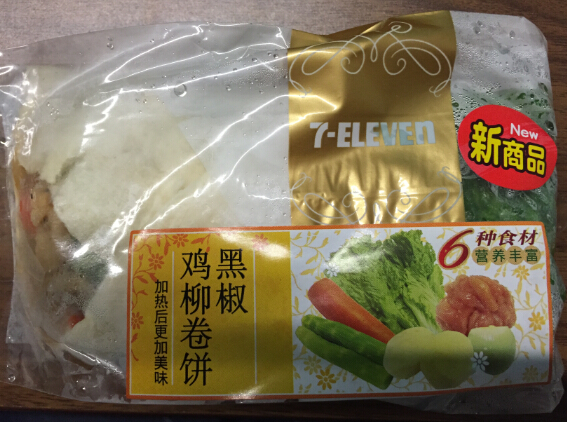 7-ELEVEn
New
新商品
6种食材
营养丰富
黑椒
鸡柳卷饼
加热后更加美味